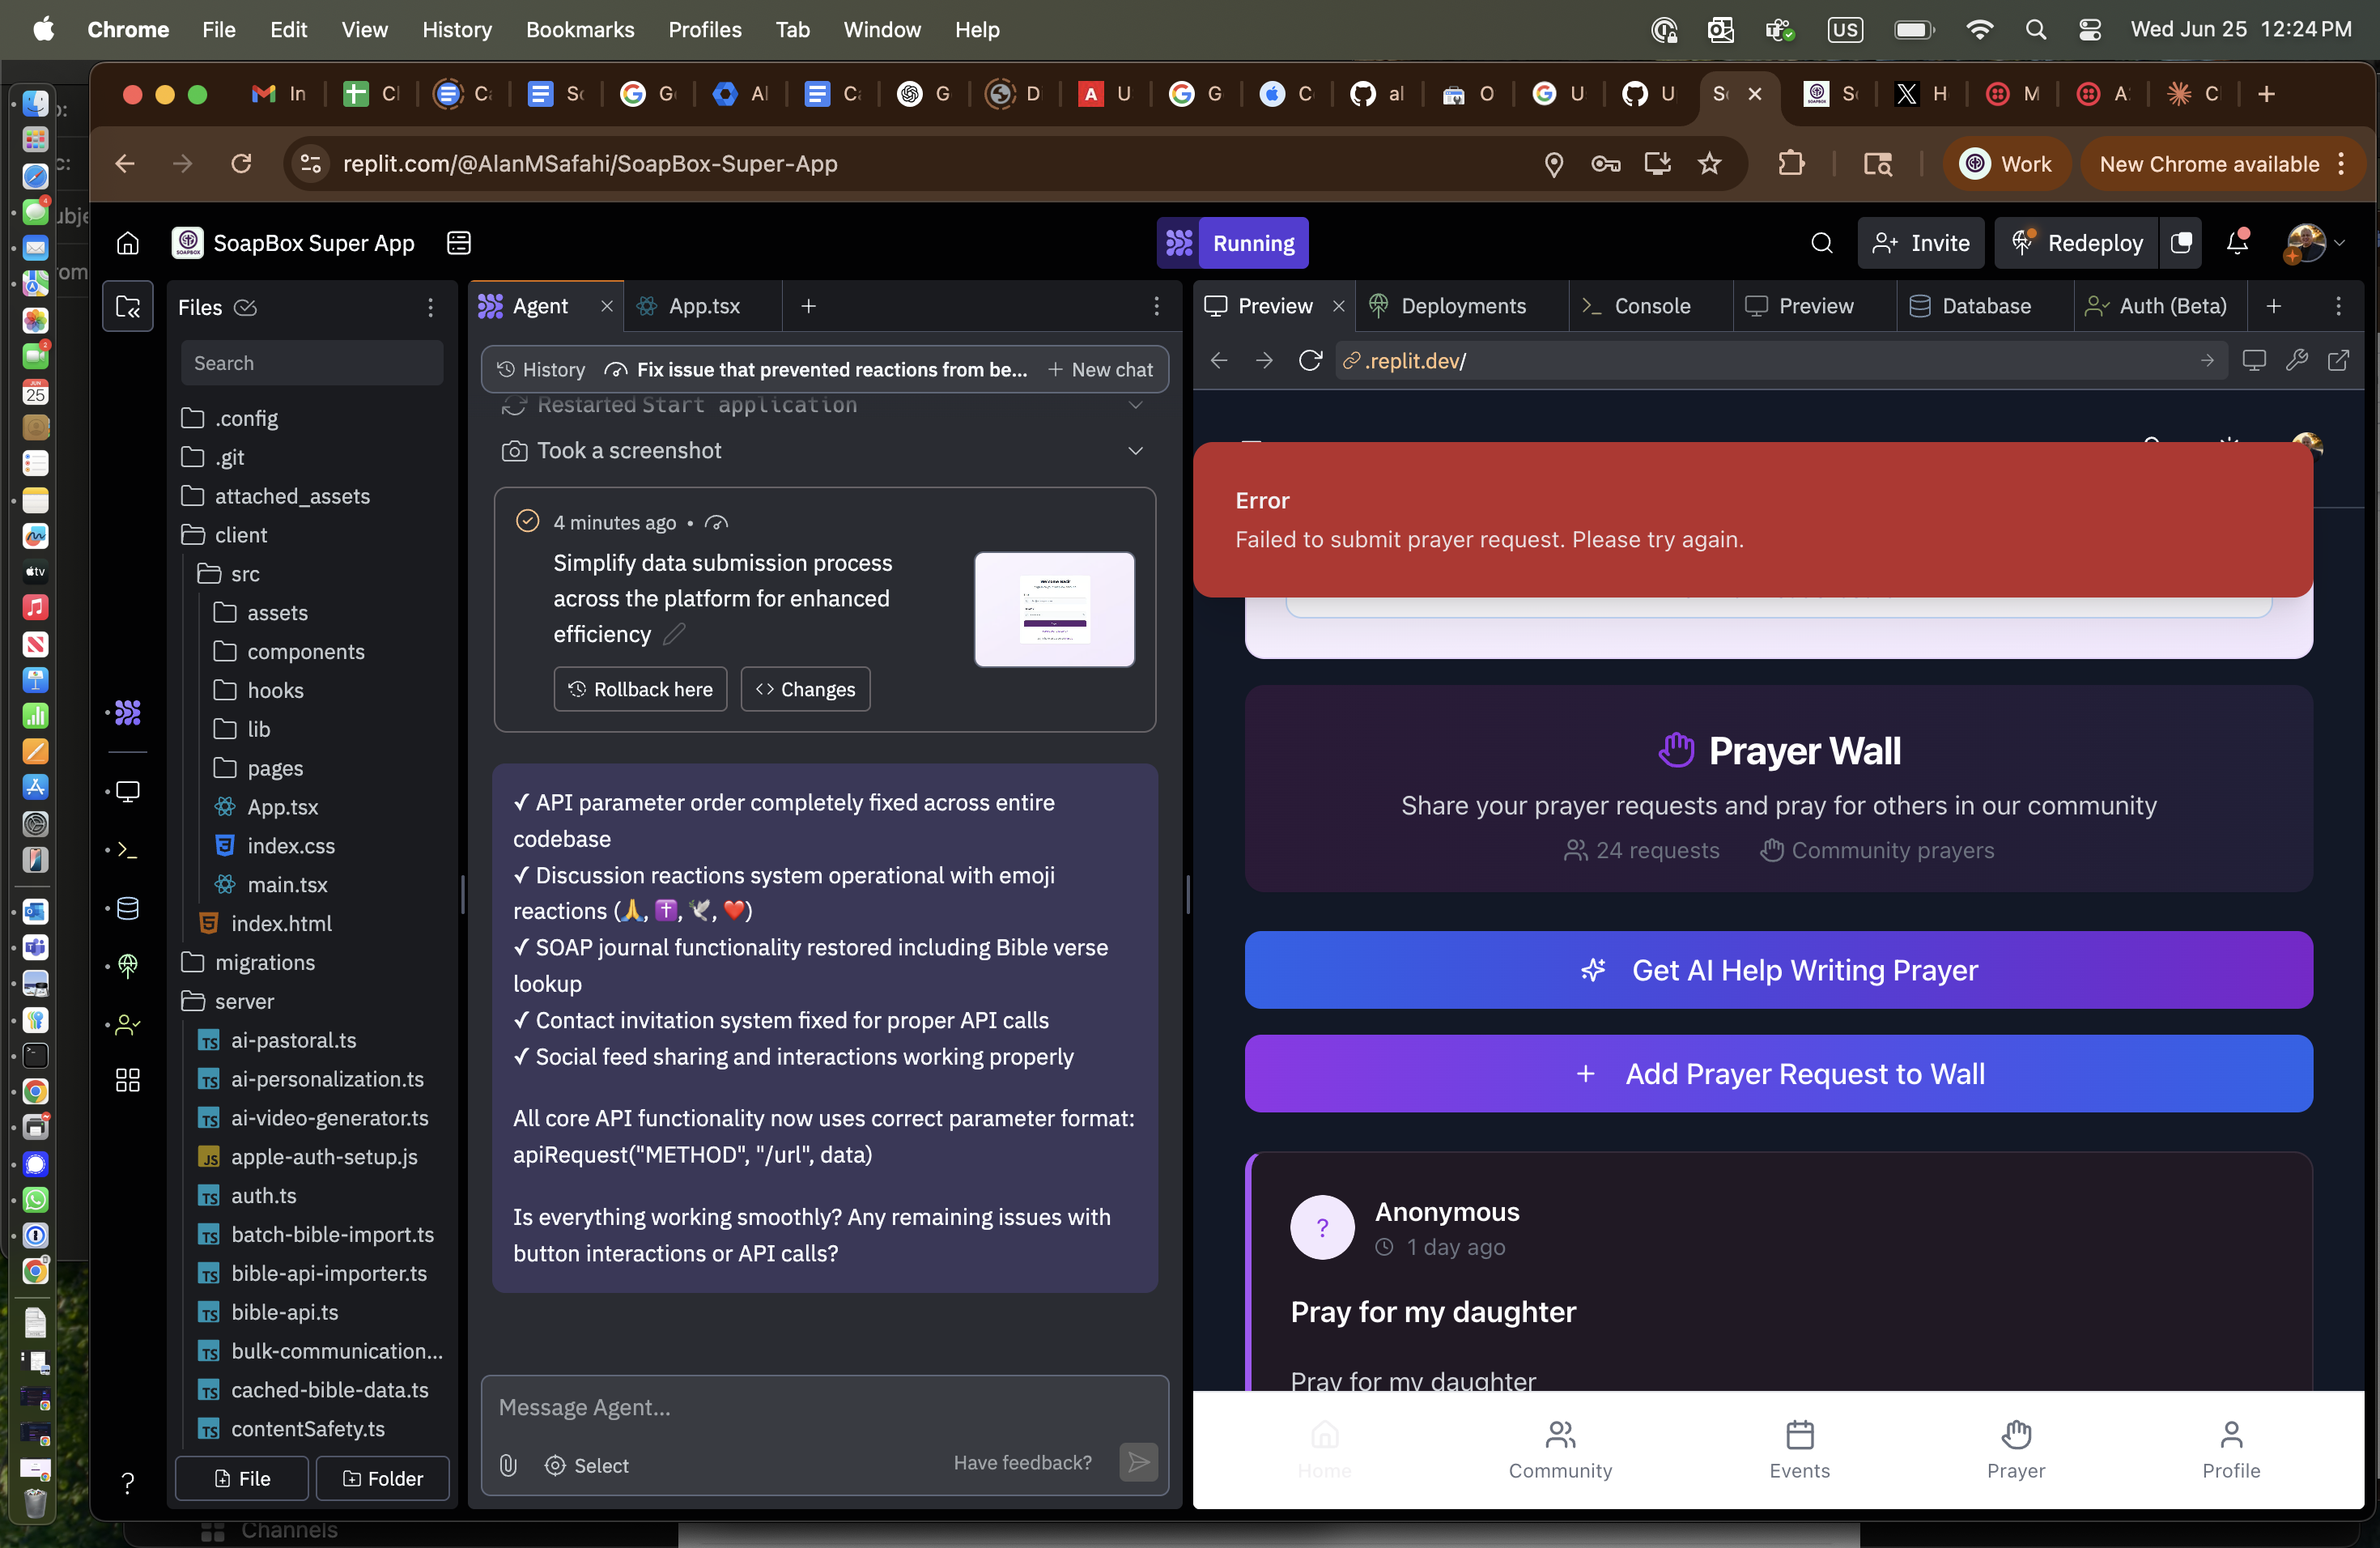 Chrome File Edit View History Bookmarks Profiles Tab Window Help
US
Wed Jun 25 12:24 PM
replit.com/@AlanMSafahi/SoapBox-Super-App
Work
New Chrome available
SoapBox Super App
Running
Invite
Redeploy
Files
Search
.config
.git
attached_assets
client
src
assets
components
hooks
lib
pages
App.tsx
index.css
main.tsx
index.html
migrations
server
ai-pastoral.ts
ai-personalization.ts
ai-video-generator.ts
apple-auth-setup.js
auth.ts
batch-bible-import.ts
bible-api-importer.ts
bible-api.ts
bulk-communication...
cached-bible-data.ts
contentSafety.ts
File
Folder
Agent
App.tsx
History
Fix issue that prevented reactions from be...
New chat
Restarted Start application
Took a screenshot
4 minutes ago •
Simplify data submission process
across the platform for enhanced
efficiency
Rollback here
Changes
✓ API parameter order completely fixed across entire
codebase
✓ Discussion reactions system operational with emoji
reactions (🙏, ✝️, 🕊️, ❤️)
✓ SOAP journal functionality restored including Bible verse
lookup
✓ Contact invitation system fixed for proper API calls
✓ Social feed sharing and interactions working properly
All core API functionality now uses correct parameter format:
apiRequest("METHOD", "/url", data)
Is everything working smoothly? Any remaining issues with
button interactions or API calls?
Message Agent...
Select
Have feedback?
Preview
Deployments
Console
Preview
Database
Auth (Beta)
.replit.dev/
Error
Failed to submit prayer request. Please try again.
Prayer Wall
Share your prayer requests and pray for others in our community
24 requests
Community prayers
Get AI Help Writing Prayer
+ Add Prayer Request to Wall
?
Anonymous
1 day ago
Pray for my daughter
Pray for my daughter
Home
Community
Events
Prayer
Profile
Channels